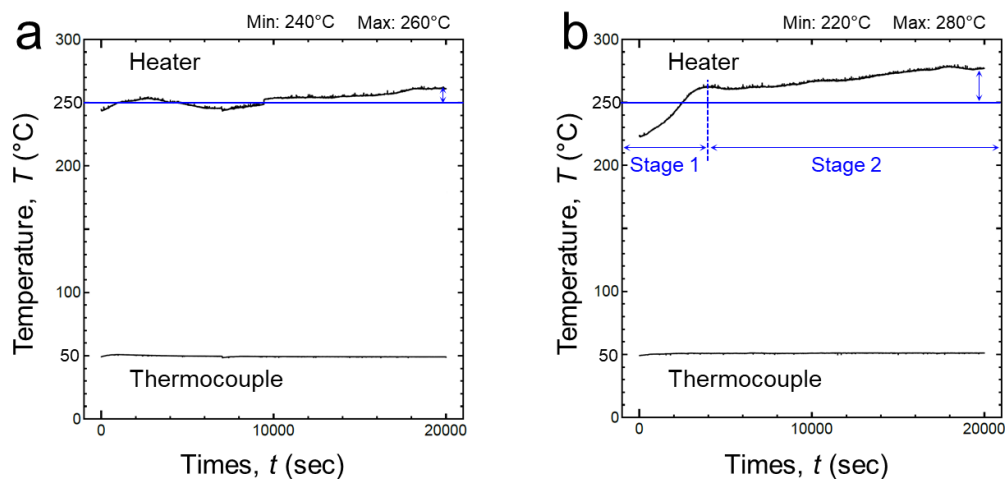 a
Min: 240°C Max: 260°C
Heater
Thermocouple
300
250
200
150
100
50
0
Temperature, T (°C)
0 10000 20000
Times, t (sec)
b
Min: 220°C Max: 280°C
Heater
Stage 1 Stage 2
Thermocouple
300
250
200
150
100
50
0
Temperature, T (°C)
0 10000 20000
Times, t (sec)